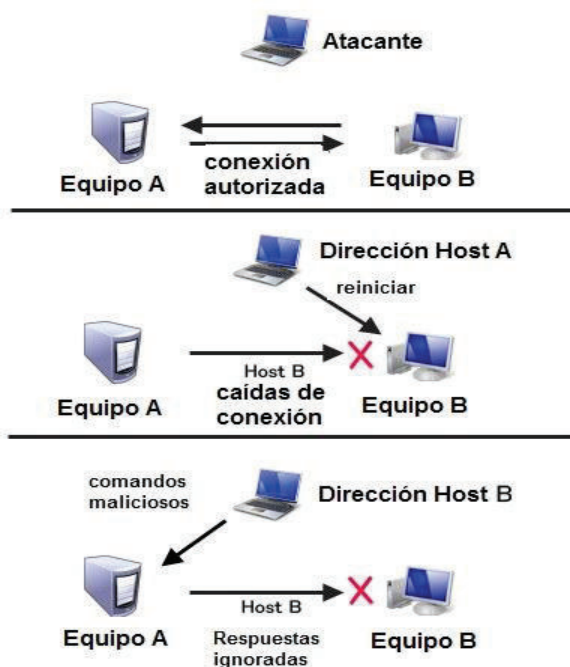 Atacante
Equipo A
conexión
autorizada
Equipo B
Dirección Host A
reiniciar
Equipo A
Host B
caídas de
conexión
Equipo B
comandos
maliciosos
Dirección Host B
Equipo A
Host B
Respuestas
ignoradas
Equipo B